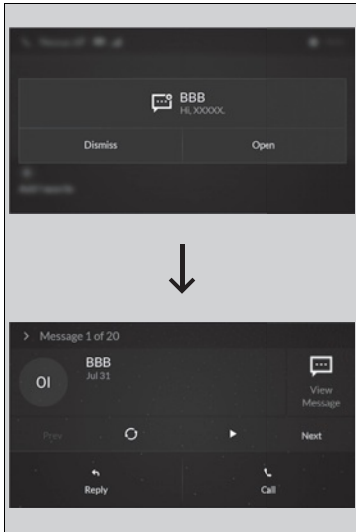 BBB
Hi, XXXXX.
Dismiss Open
Message 1 of 20
BBB
Jul 31
OI
View
Message
Prev Next
Reply Call